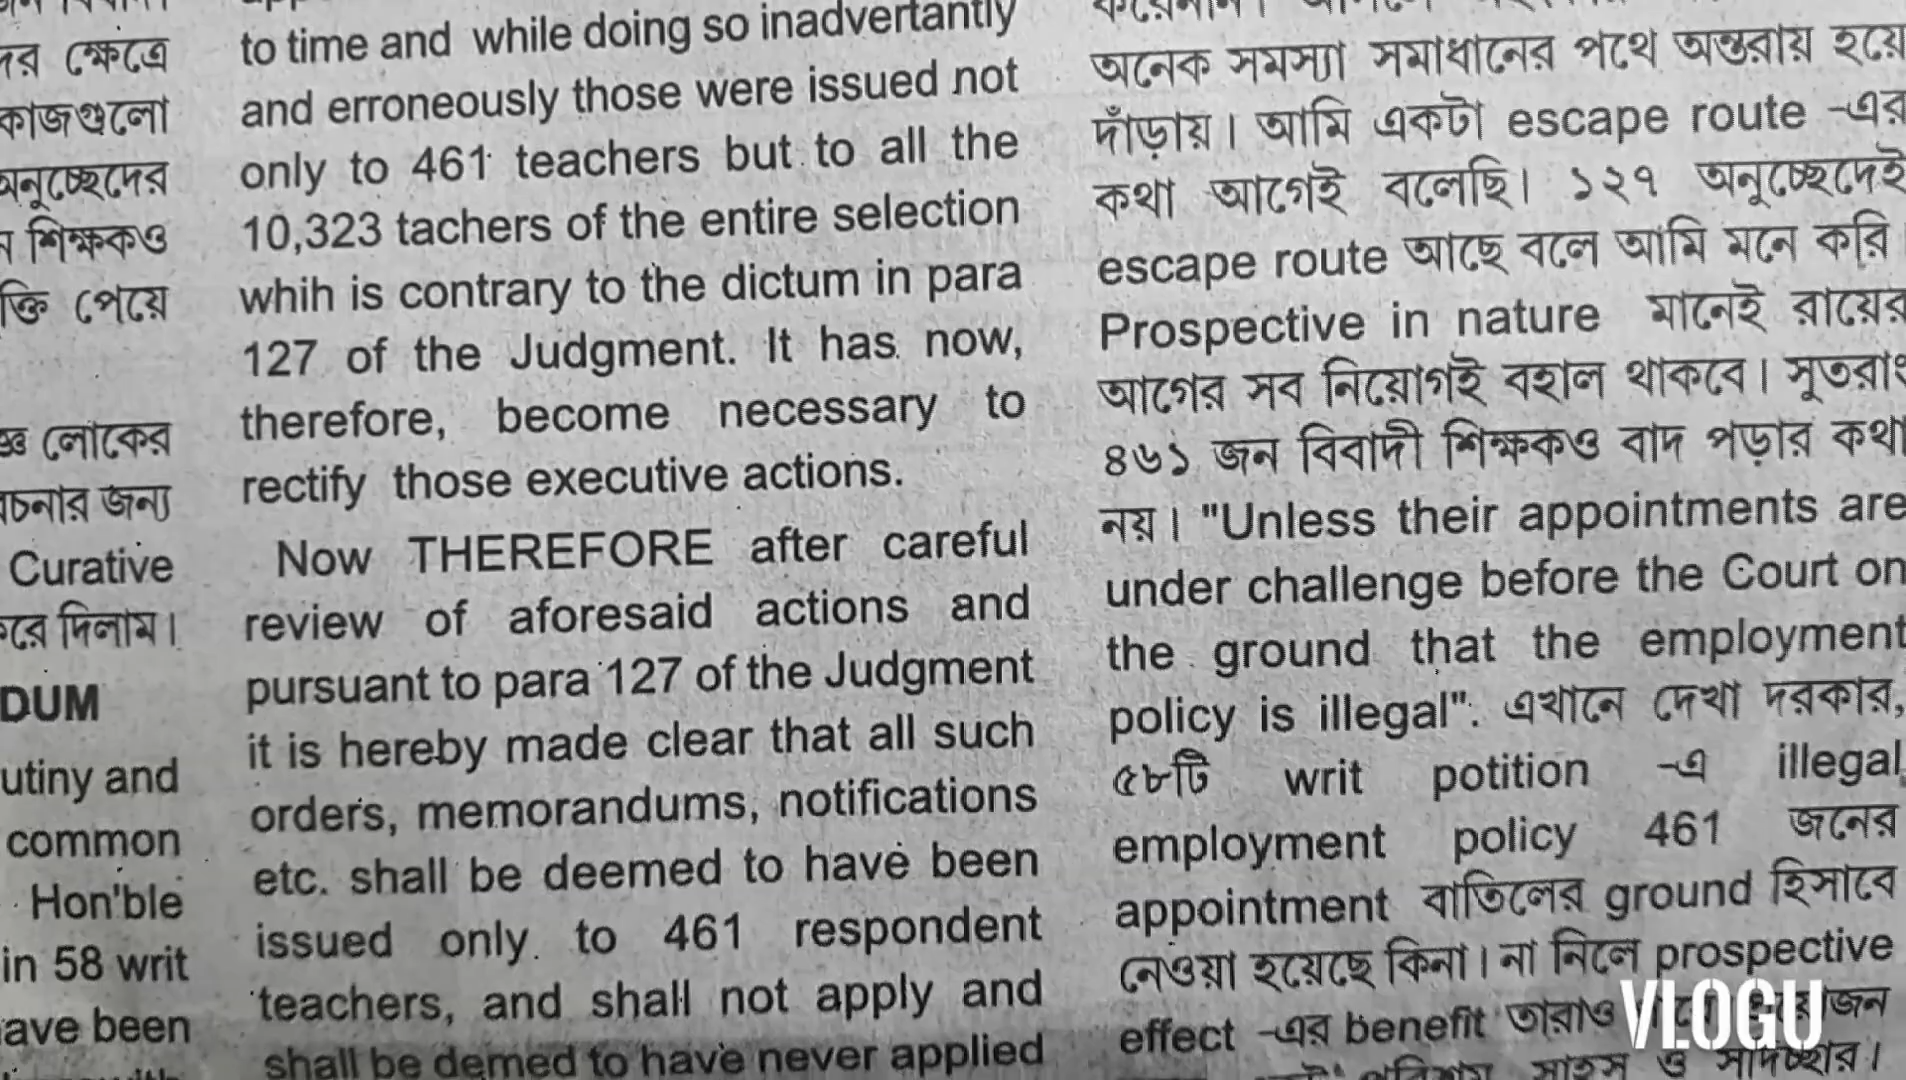 দের ক্ষেত্রে
কাজগুলো
অনুচ্ছেদের
ন শিক্ষকও
ক্তি পেয়ে
লোকের
চনার জন্য
Curative
করে দিলাম।
DUM
utiny and
common
Hon'ble
in 58 writ
ave been
to time and while doing so inadvertantly
and erroneously those were issued not
only to 461 teachers but to all the
10,323 tachers of the entire selection
whih is contrary to the dictum in para
127 of the Judgment. It has now,
therefore, become necessary to
rectify those executive actions.
Now THEREFORE after careful
review of aforesaid actions and
pursuant to para 127 of the Judgment
it is hereby made clear that all such
orders, memorandums, notifications
etc. shall be deemed to have been
issued only to 461 respondent
teachers, and shall not apply and
shall be demed to have never applied
অনেক সমস্যা সমাধানের পথে অন্তরায় হয়ে
দাঁড়ায়। আমি একটা escape route -এর
কথা আগেই বলেছি। ১২৭ অনুচ্ছেদেই
escape route আছে বলে আমি মনে করি।
Prospective in nature মানেই রায়ের
আগের সব নিয়োগই বহাল থাকবে। সুতরাং
৪৬১ জন বিবাদী শিক্ষকও বাদ পড়ার কথা
নয়। "Unless their appointments are
under challenge before the Court on
the ground that the employment
policy is illegal". এখানে দেখা দরকার,
৫৮টি writ potition -এ illegal
employment policy 461 জনের
appointment বাতিলের ground হিসাবে
নেওয়া হয়েছে কিনা। না নিলে prospective
effect -এর benefit তারাও
সাহস ও সদিচ্ছার।
VLOGU